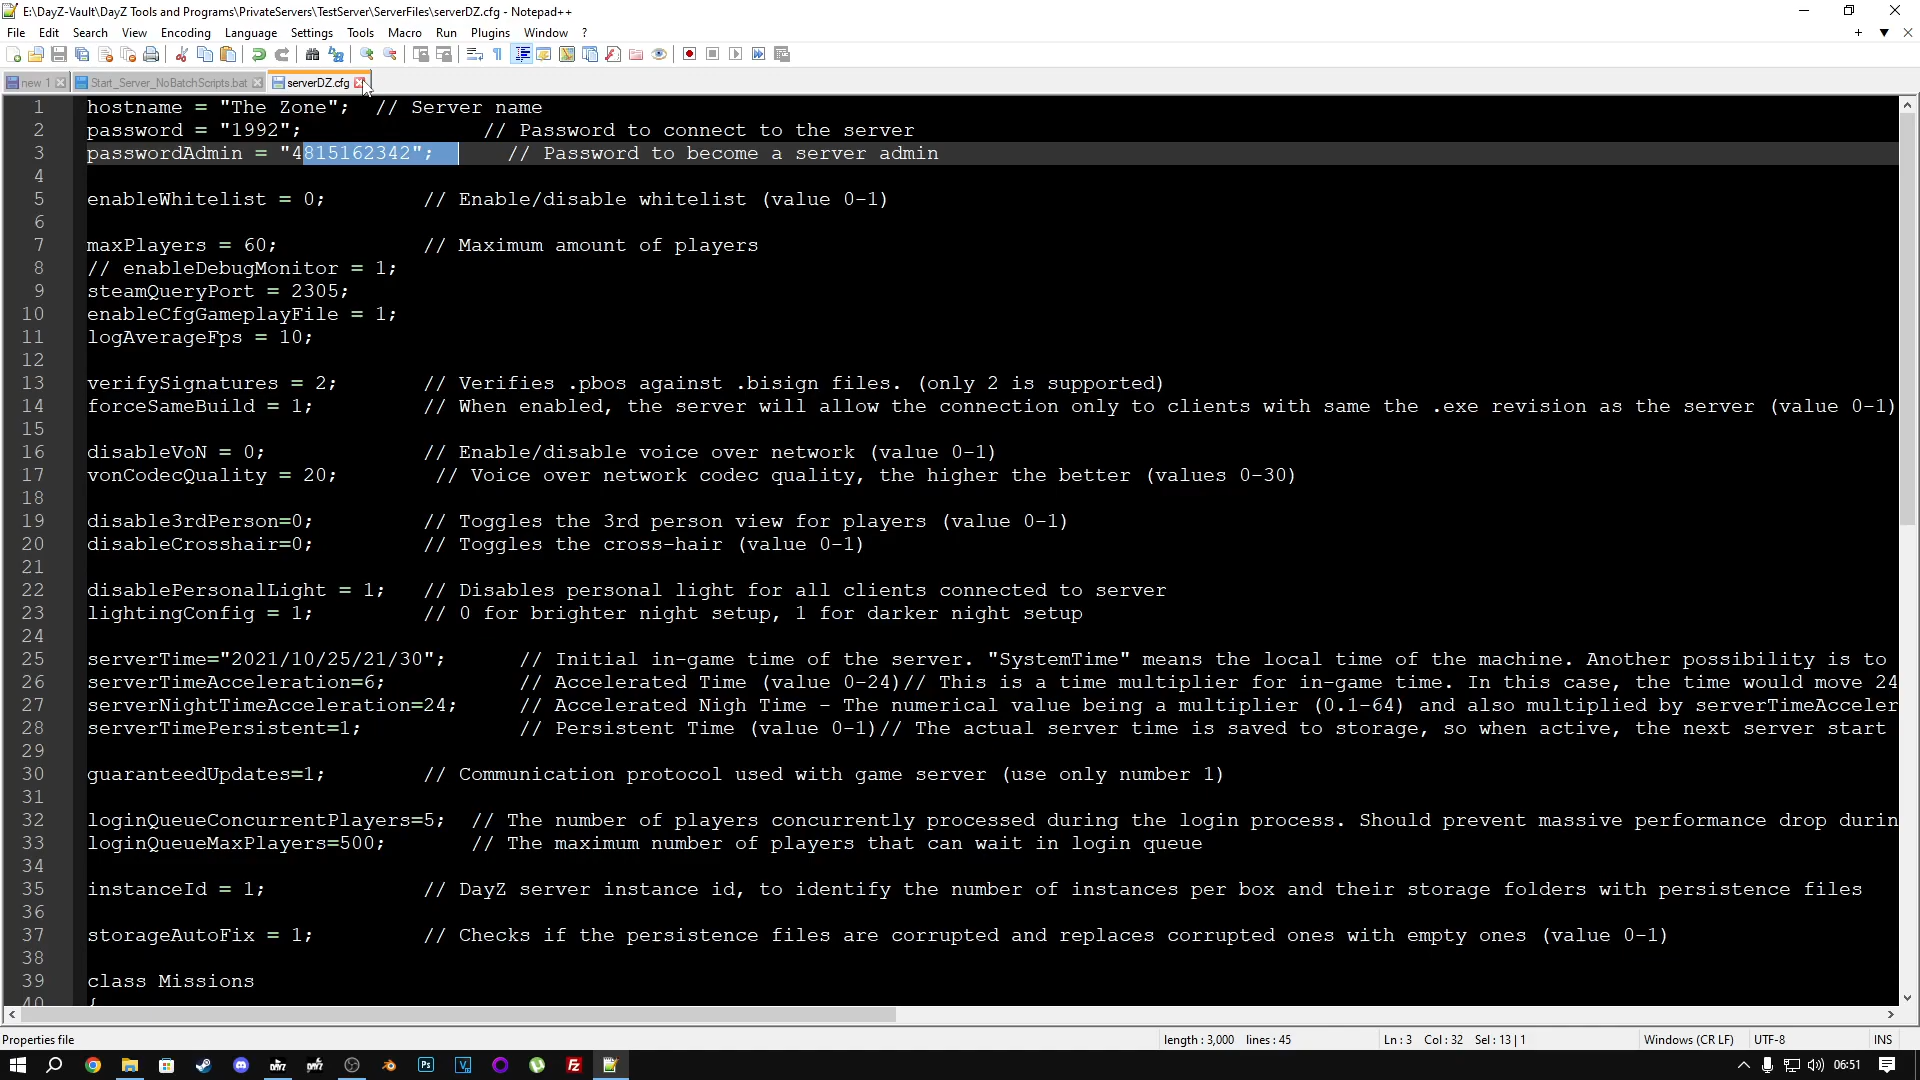 E:\DayZ-Vault\DayZ Tools and Programs\PrivateServers\TestServer\ServerFiles\serverDZ.cfg - Notepad++
File Edit Search View Encoding Language Settings Tools Macro Run Plugins Window ?
new 1 Start_Server_NoBatchScripts.bat serverDZ.cfg
1 hostname = "The Zone"; // Server name
2 password = "1992"; // Password to connect to the server
3 passwordAdmin = "4815162342"; // Password to become a server admin
4
5 enableWhitelist = 0; // Enable/disable whitelist (value 0-1)
6
7 maxPlayers = 60; // Maximum amount of players
8 // enableDebugMonitor = 1;
9 steamQueryPort = 2305;
10 enableCfgGameplayFile = 1;
11 logAverageFps = 10;
12
13 verifySignatures = 2; // Verifies .pbos against .bisign files. (only 2 is supported)
14 forceSameBuild = 1; // When enabled, the server will allow the connection only to clients with same the .exe revision as the server (value 0-1)
15
16 disableVoN = 0; // Enable/disable voice over network (value 0-1)
17 vonCodecQuality = 20; // Voice over network codec quality, the higher the better (values 0-30)
18
19 disable3rdPerson=0; // Toggles the 3rd person view for players (value 0-1)
20 disableCrosshair=0; // Toggles the cross-hair (value 0-1)
21
22 disablePersonalLight = 1; // Disables personal light for all clients connected to server
23 lightingConfig = 1; // 0 for brighter night setup, 1 for darker night setup
24
25 serverTime="2021/10/25/21/30"; // Initial in-game time of the server. "SystemTime" means the local time of the machine. Another possibility is to
26 serverTimeAcceleration=6; // Accelerated Time (value 0-24)// This is a time multiplier for in-game time. In this case, the time would move 24
27 serverNightTimeAcceleration=24; // Accelerated Nigh Time - The numerical value being a multiplier (0.1-64) and also multiplied by serverTimeAcceler
28 serverTimePersistent=1; // Persistent Time (value 0-1)// The actual server time is saved to storage, so when active, the next server start
29
30 guaranteedUpdates=1; // Communication protocol used with game server (use only number 1)
31
32 loginQueueConcurrentPlayers=5; // The number of players concurrently processed during the login process. Should prevent massive performance drop durin
33 loginQueueMaxPlayers=500; // The maximum number of players that can wait in login queue
34
35 instanceId = 1; // DayZ server instance id, to identify the number of instances per box and their storage folders with persistence files
36
37 storageAutoFix = 1; // Checks if the persistence files are corrupted and replaces corrupted ones with empty ones (value 0-1)
38
39 class Missions
40 {
Properties file length : 3,000 lines : 45 Ln : 3 Col : 32 Sel : 13 | 1 Windows (CR LF) UTF-8 INS
06:51